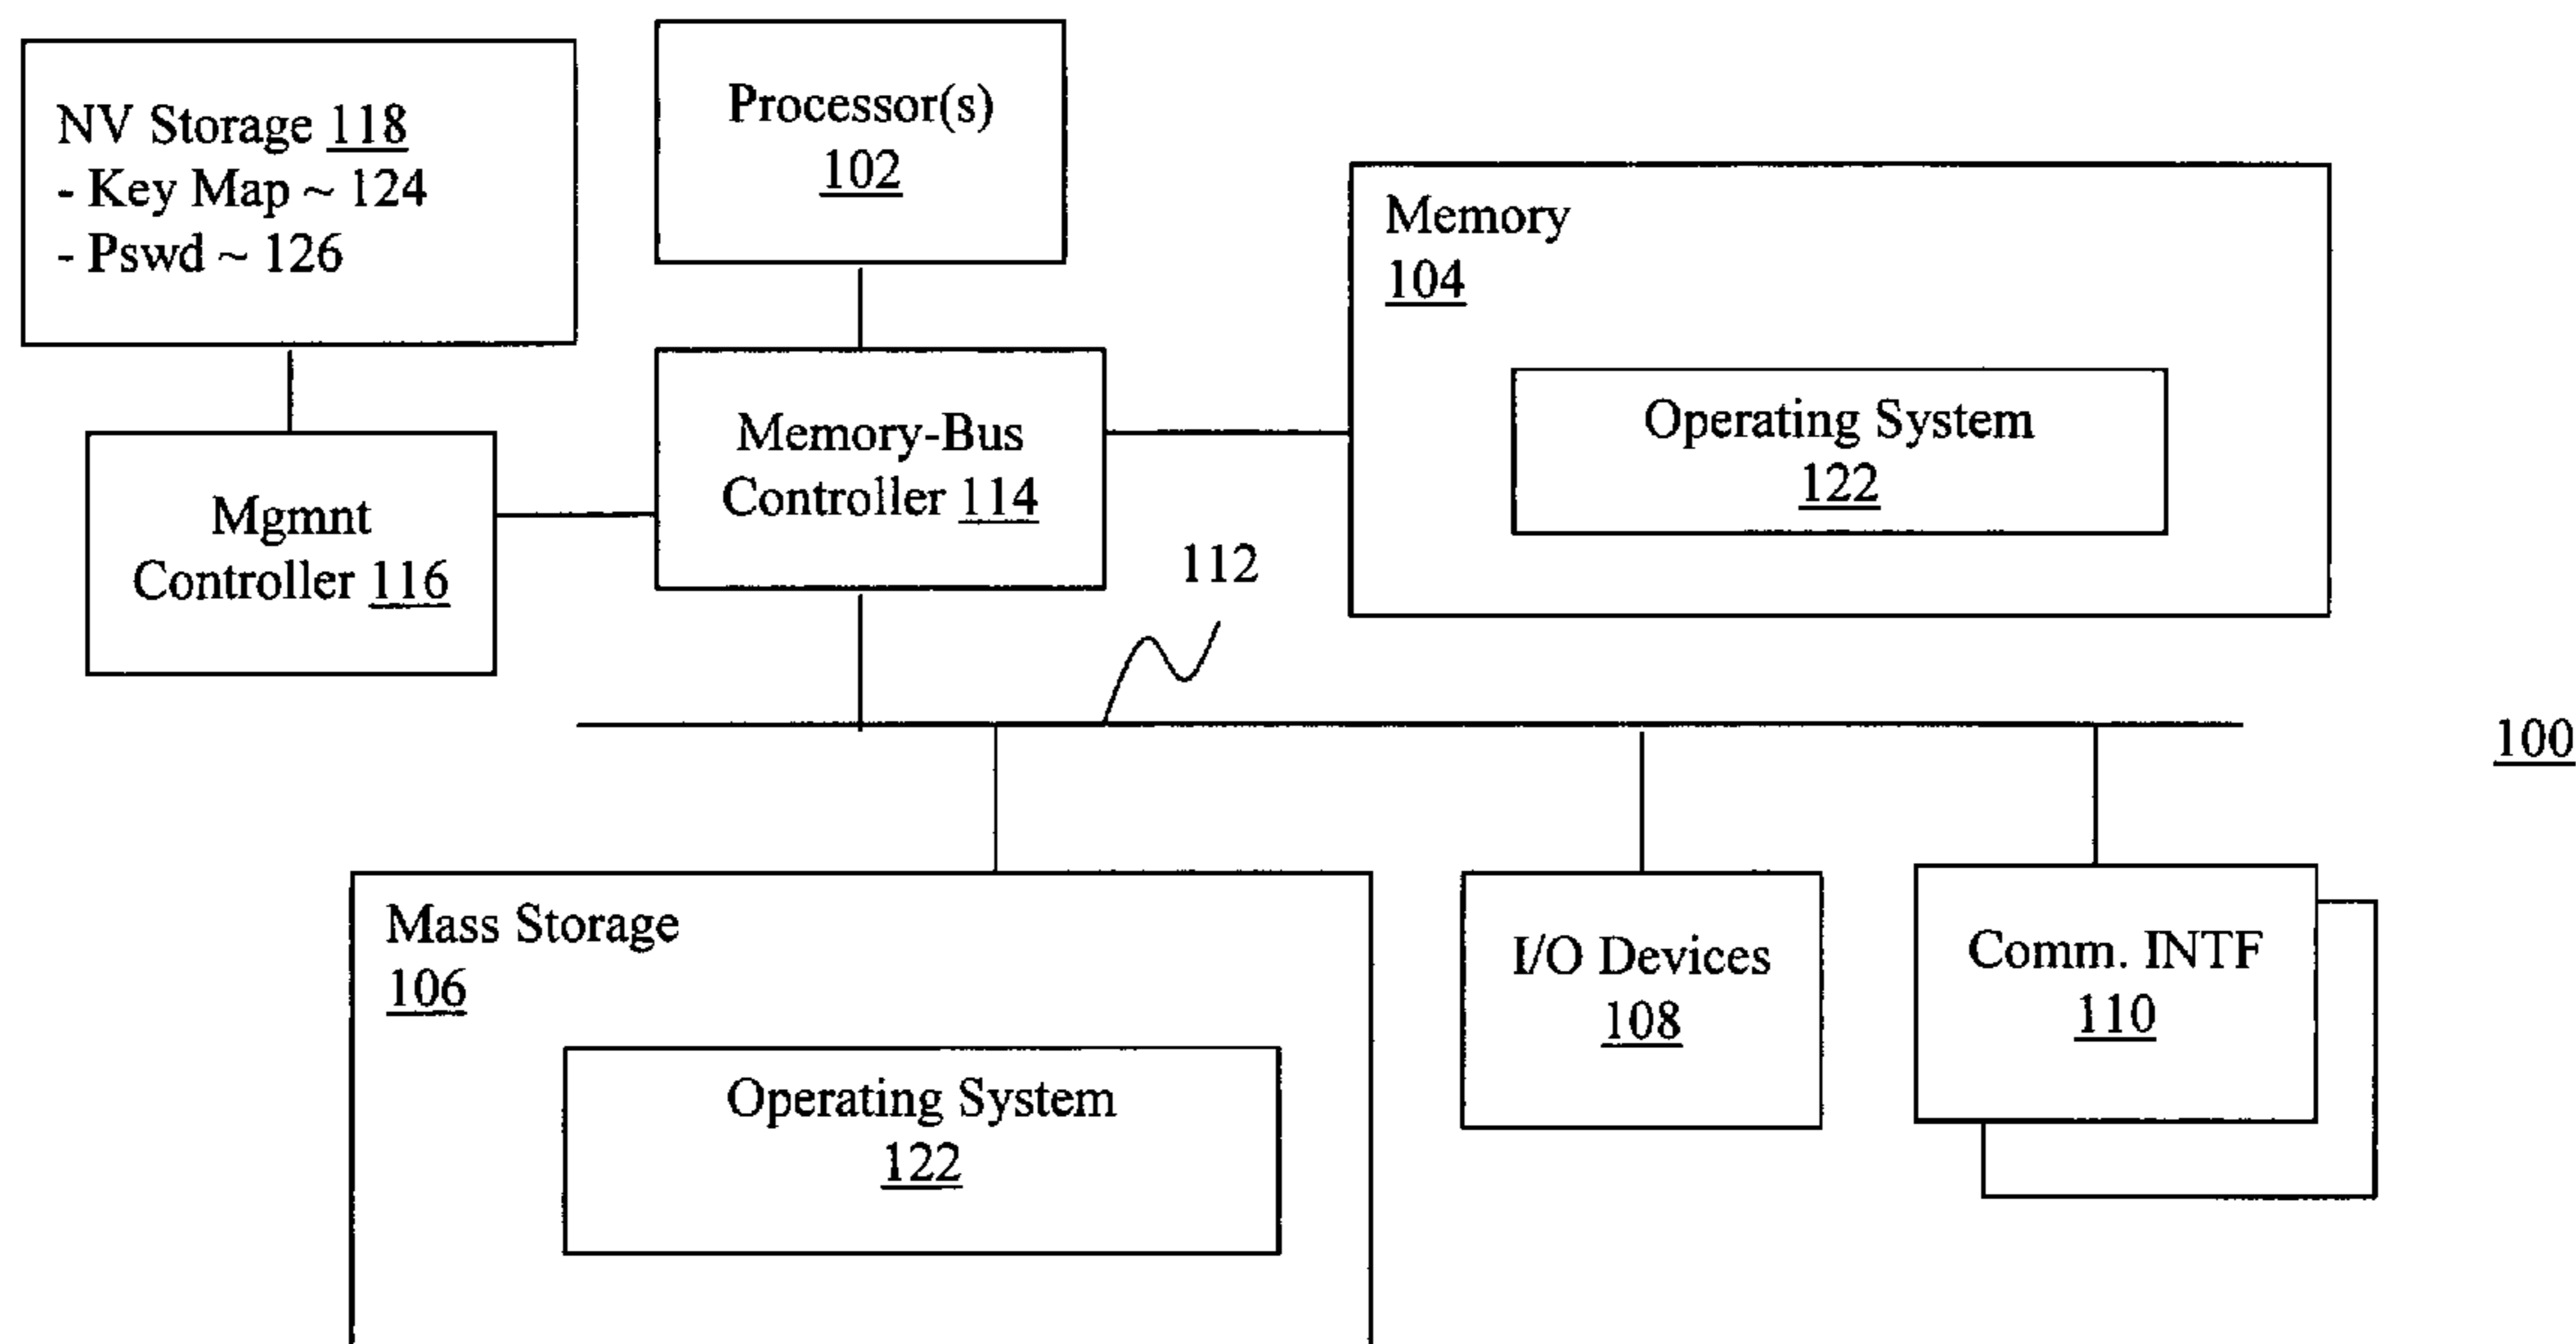 NV Storage 118
- Key Map ~ 124
- Pswd ~ 126
Processor(s)
102
Memory
104
Operating System
122
Memory-Bus
Controller 114
Mgmnt
Controller 116
112
100
Mass Storage
106
Operating System
122
I/O Devices
108
Comm. INTF
110